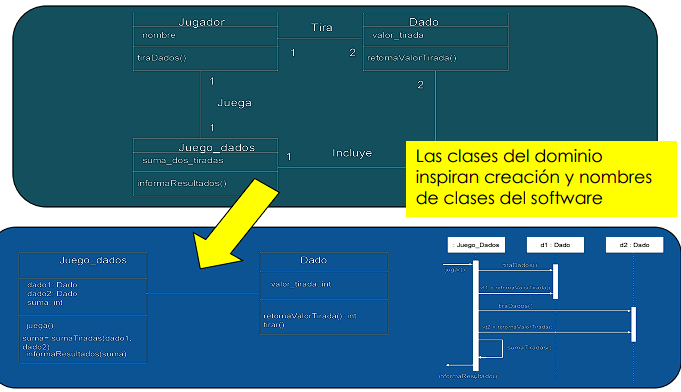 Jugador
nombre
tiraDados()
Tira
1
2
Dado
valor_tirada
retornaValorTirada()
1
Juega
1
2
Juego_dados
suma_dos_tiradas
informaResultados()
1
Incluye
Las clases del dominio
inspiran creación y nombres
de clases del software
Juego_dados
dado1: Dado
dado2: Dado
suma: int
juega()
suma= sumaTiradas(dado1,
dado2)
informaResultados(suma)
Dado
valor_tirada: int
retornaValorTirada(): int
tirar()
: Juego_Dados
d1 : Dado
d2 : Dado
tiraDados()
v1 = retornaValorTirada()
tiraDados()
v2 = retornaValorTirada()
sumaTiradas()
informaResultados()